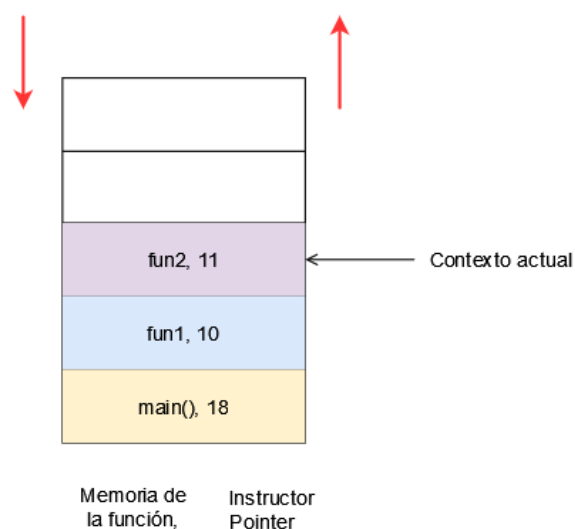 fun2, 11
Contexto actual
fun1, 10
main(), 18
Memoria de
la función,
Instructor
Pointer